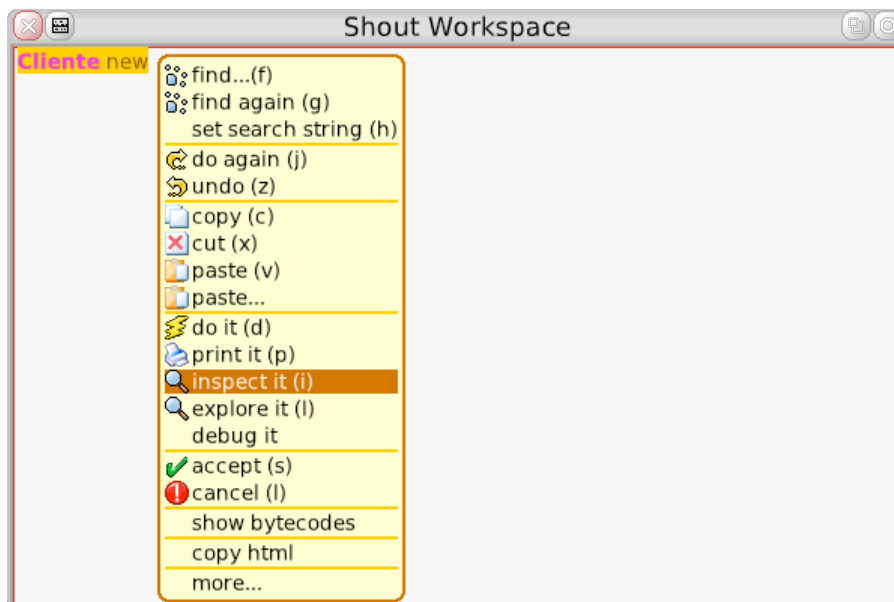 Shout Workspace
Cliente new
find...(f)
find again (g)
set search string (h)
do again (j)
undo (z)
copy (c)
cut (x)
paste (v)
paste...
do it (d)
print it (p)
inspect it (i)
explore it (I)
debug it
accept (s)
cancel (l)
show bytecodes
copy html
more...